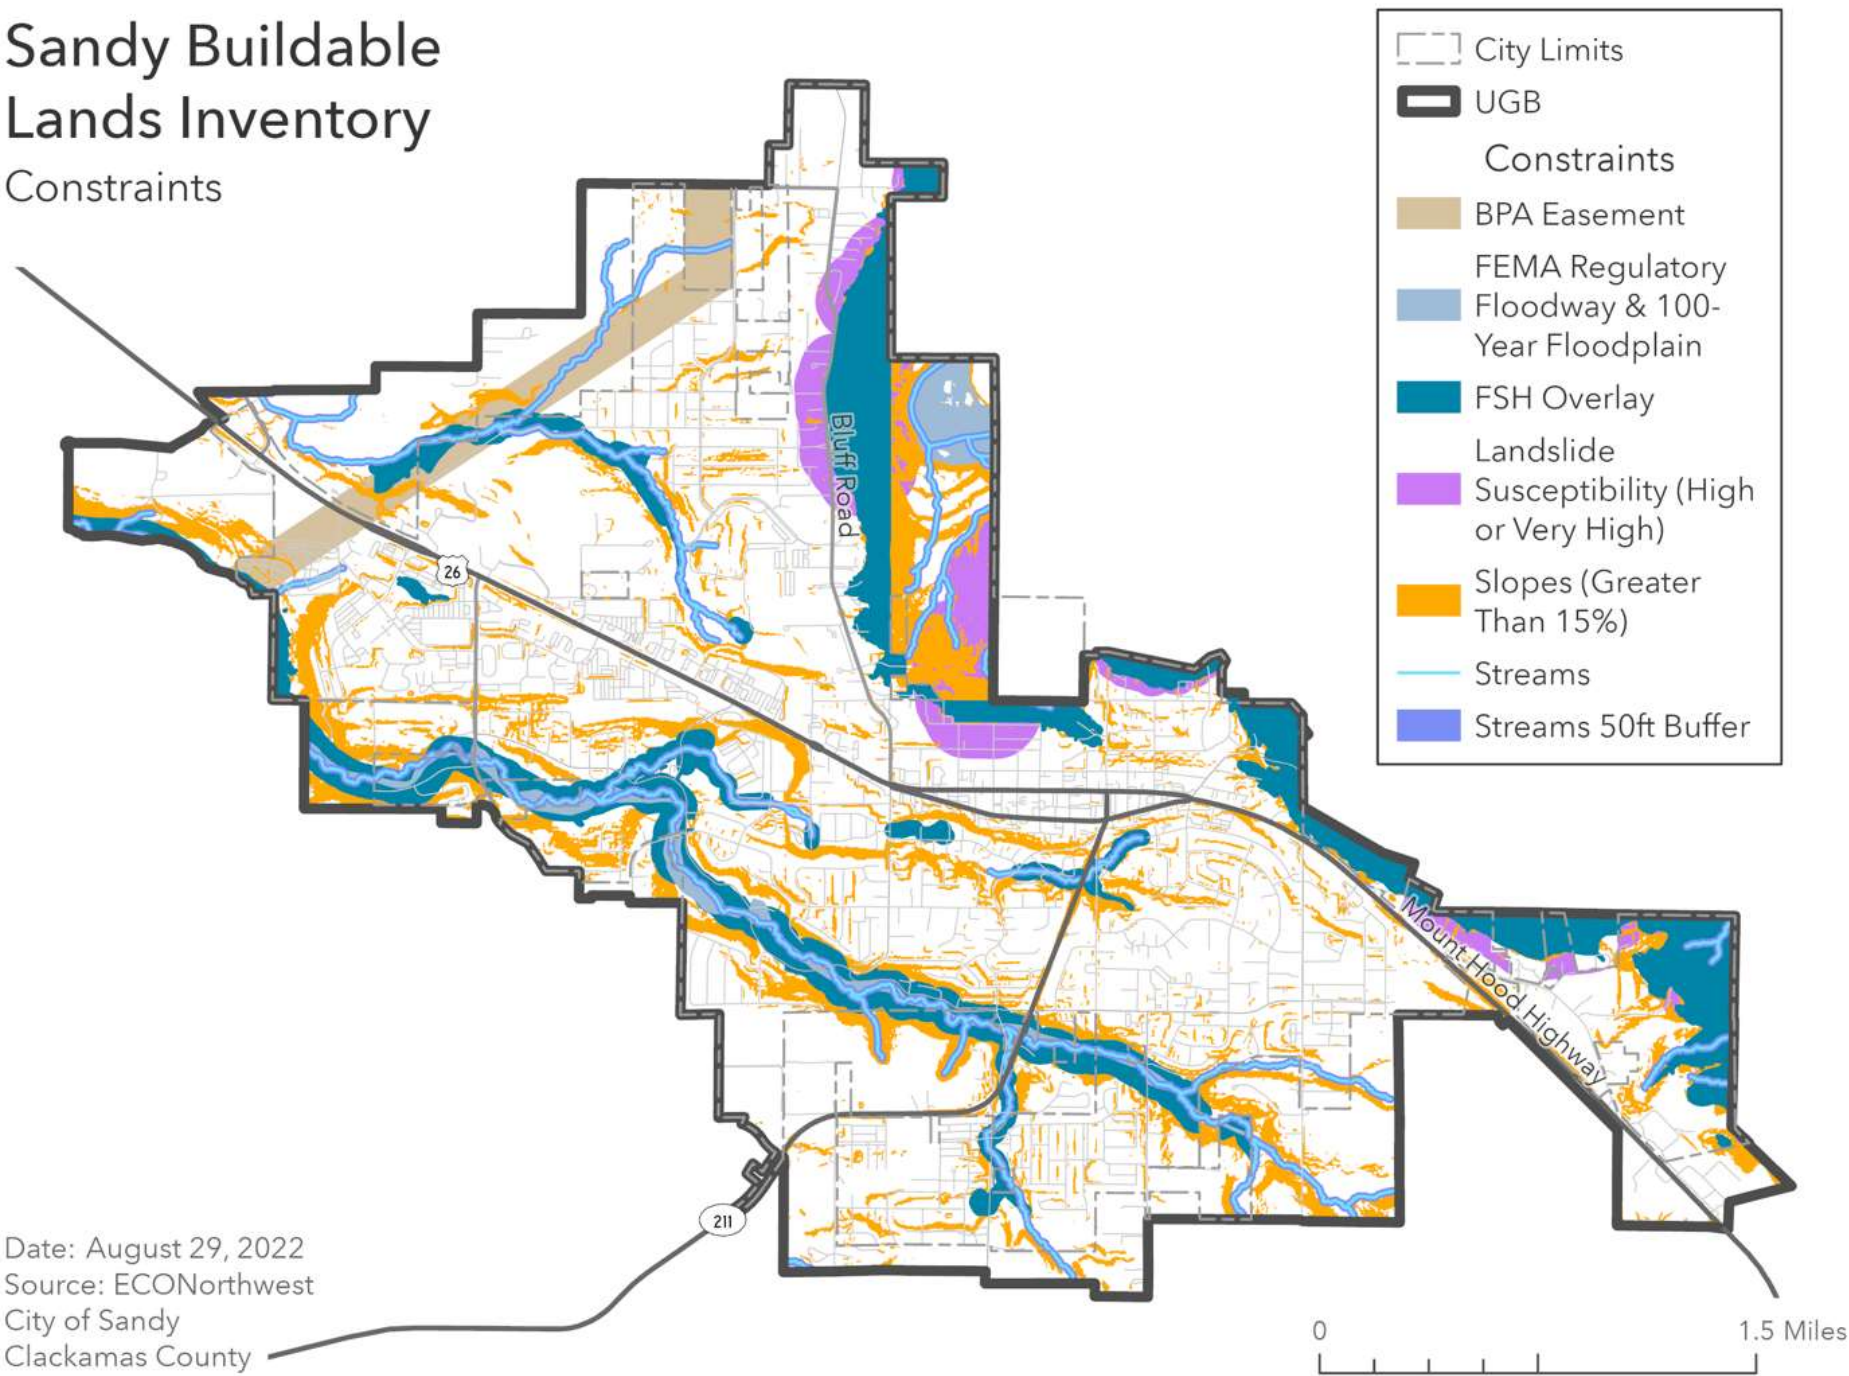 Sandy Buildable
Lands Inventory
Constraints
City Limits
UGB
Constraints
BPA Easement
FEMA Regulatory
Floodway & 100-
Year Floodplain
FSH Overlay
Landslide
Susceptibility (High
or Very High)
Slopes (Greater
Than 15%)
Streams
Streams 50ft Buffer
Bluff Road
26
Mount Hood Highway
211
Date: August 29, 2022
Source: ECONorthwest
City of Sandy
Clackamas County
0
1.5 Miles